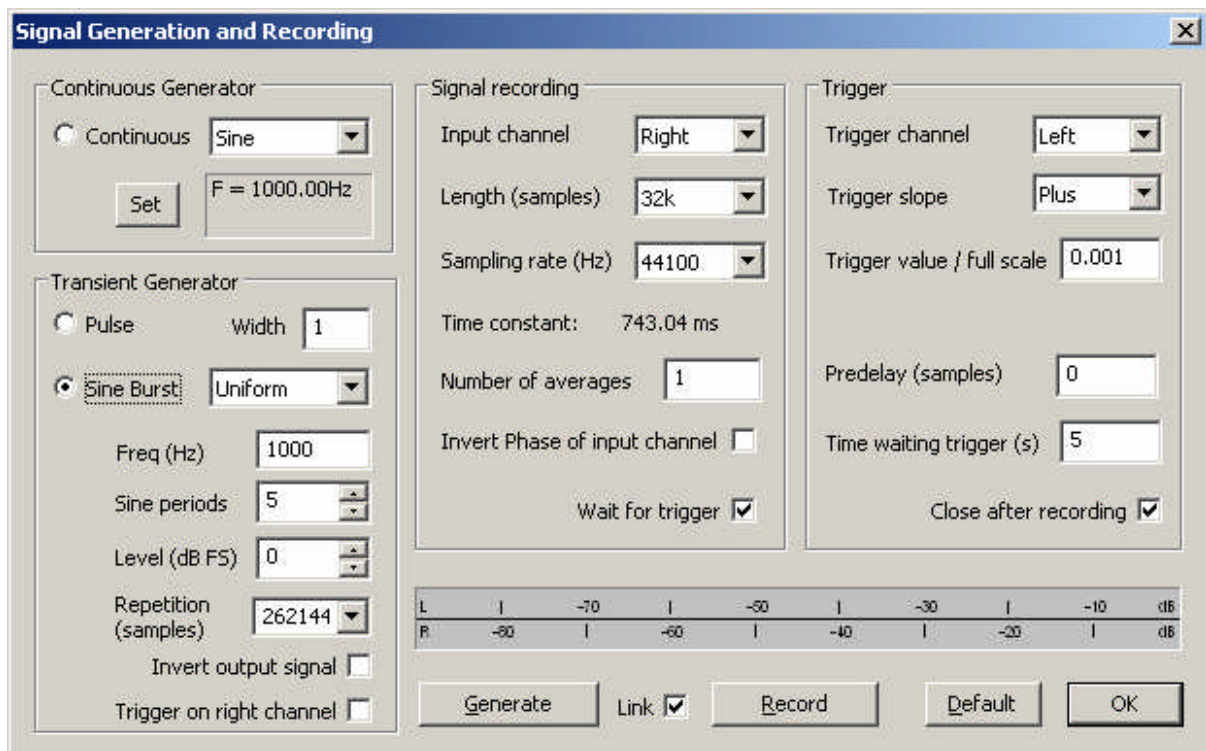 Signal Generation and Recording
Continuous Generator
Continuous Sine
Set F = 1000.00Hz
Transient Generator
Pulse Width 1
Sine Burst Uniform
Freq (Hz) 1000
Sine periods 5
Level (dB FS) 0
Repetition
(samples) 262144
Invert output signal
Trigger on right channel
Signal recording
Input channel Right
Length (samples) 32k
Sampling rate (Hz) 44100
Time constant: 743.04 ms
Number of averages 1
Invert Phase of input channel
Wait for trigger
Trigger
Trigger channel Left
Trigger slope Plus
Trigger value / full scale 0.001
Predelay (samples) 0
Time waiting trigger (s) 5
Close after recording
L -70 -50 -30 -10 dB
R -80 -60 -40 -20 dB
Generate Link Record Default OK